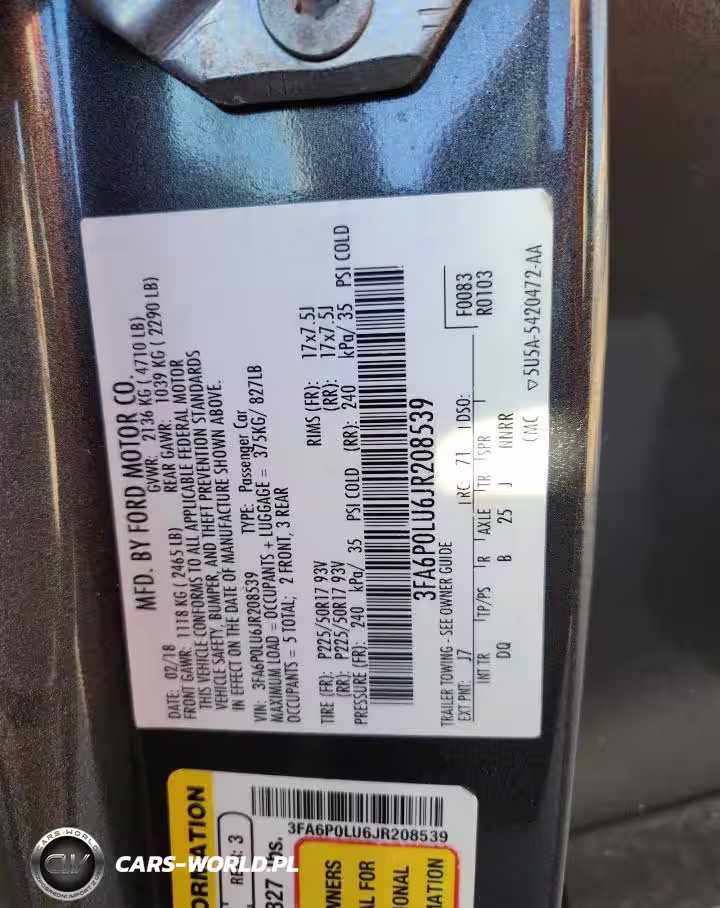 MFD. BY FORD MOTOR CO.
DATE: 02/18 GVWR: 2136 KG ( 4710 LB)
FRONT GAWR: 1118 KG ( 2465 LB) REAR GAWR: 1039 KG ( 2290 LB)
THIS VEHICLE CONFORMS TO ALL APPLICABLE FEDERAL MOTOR
VEHICLE SAFETY, BUMPER, AND THEFT PREVENTION STANDARDS
IN EFFECT ON THE DATE OF MANUFACTURE SHOWN ABOVE.
VIN: 3FA6P0LU6JR208539 TYPE: Passenger Car
MAXIMUM LOAD = OCCUPANTS + LUGGAGE = 375KG/ 827LB
OCCUPANTS = 5 TOTAL; 2 FRONT, 3 REAR
TIRE (FR): P225/50R17 93V RIMS (FR): 17x7.5J
(RR): P225/50R17 93V (RR): 17x7.5J
PRESSURE (FR): 240 kPa/ 35 PSI COLD (RR): 240 kPa/ 35 PSI COLD
3FA6P0LU6JR208539
F0083
R0103
TRAILER TOWING - SEE OWNER GUIDE
EXT PNT: J7 RC: 71 DSO:
INT TR TP/PS R AXLE TR SPR
DQ B 25 J NNRR
CMC ▽5U5A-5420472-AA
3FA6P0LU6JR208539
3
CARS-WORLD
CW
CARS-WORLD.PL